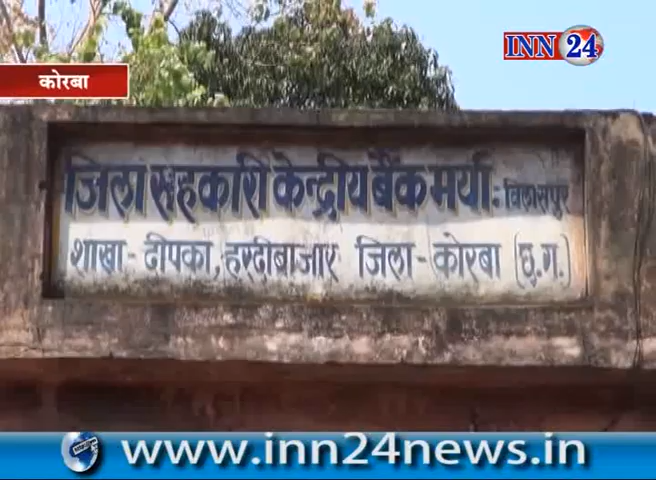 INN 24
कोरबा
जिला सहकारी केन्द्रीय बैंक मर्या. बिलासपुर
शाखा - दीपका, हरदीबाजार जिला - कोरबा (छ.ग.)
www.inn24news.in